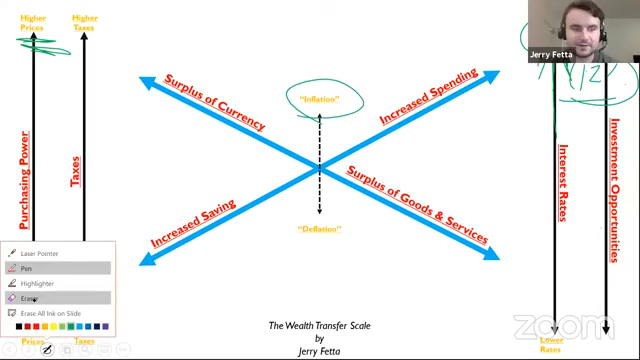 Higher
Prices
Higher
Taxes
Jerry Fetta
Surplus of Currency
"Inflation"
Increased Spending
Purchasing Power
Taxes
Interest Rates
Investment Opportunities
Increased Saving
Surplus of Goods & Services
"Deflation"
Laser Pointer
Pen
Highlighter
Eraser
Erase All Ink on Slide
Prices
Taxes
The Wealth Transfer Scale
by
Jerry Fetta
Lower
Rates
zoom